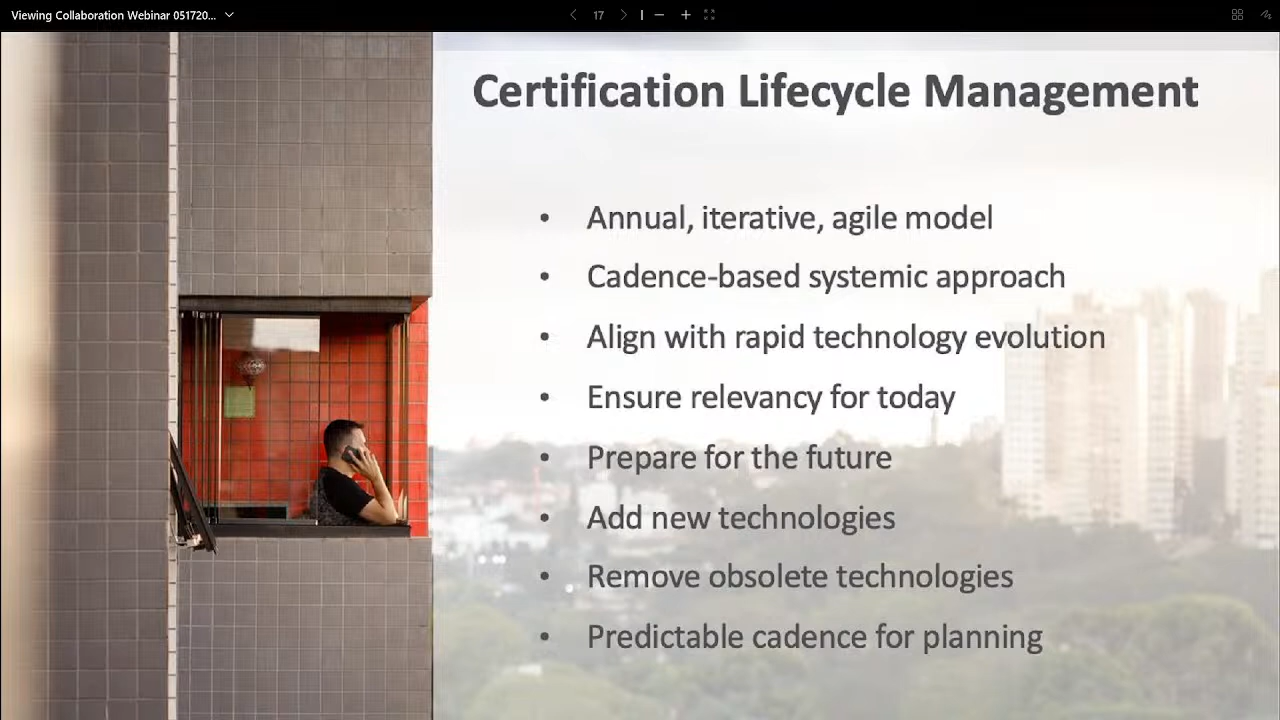 Viewing Collaboration Webinar 051720...
17
Certification Lifecycle Management
• Annual, iterative, agile model
• Cadence-based systemic approach
• Align with rapid technology evolution
• Ensure relevancy for today
• Prepare for the future
• Add new technologies
• Remove obsolete technologies
• Predictable cadence for planning